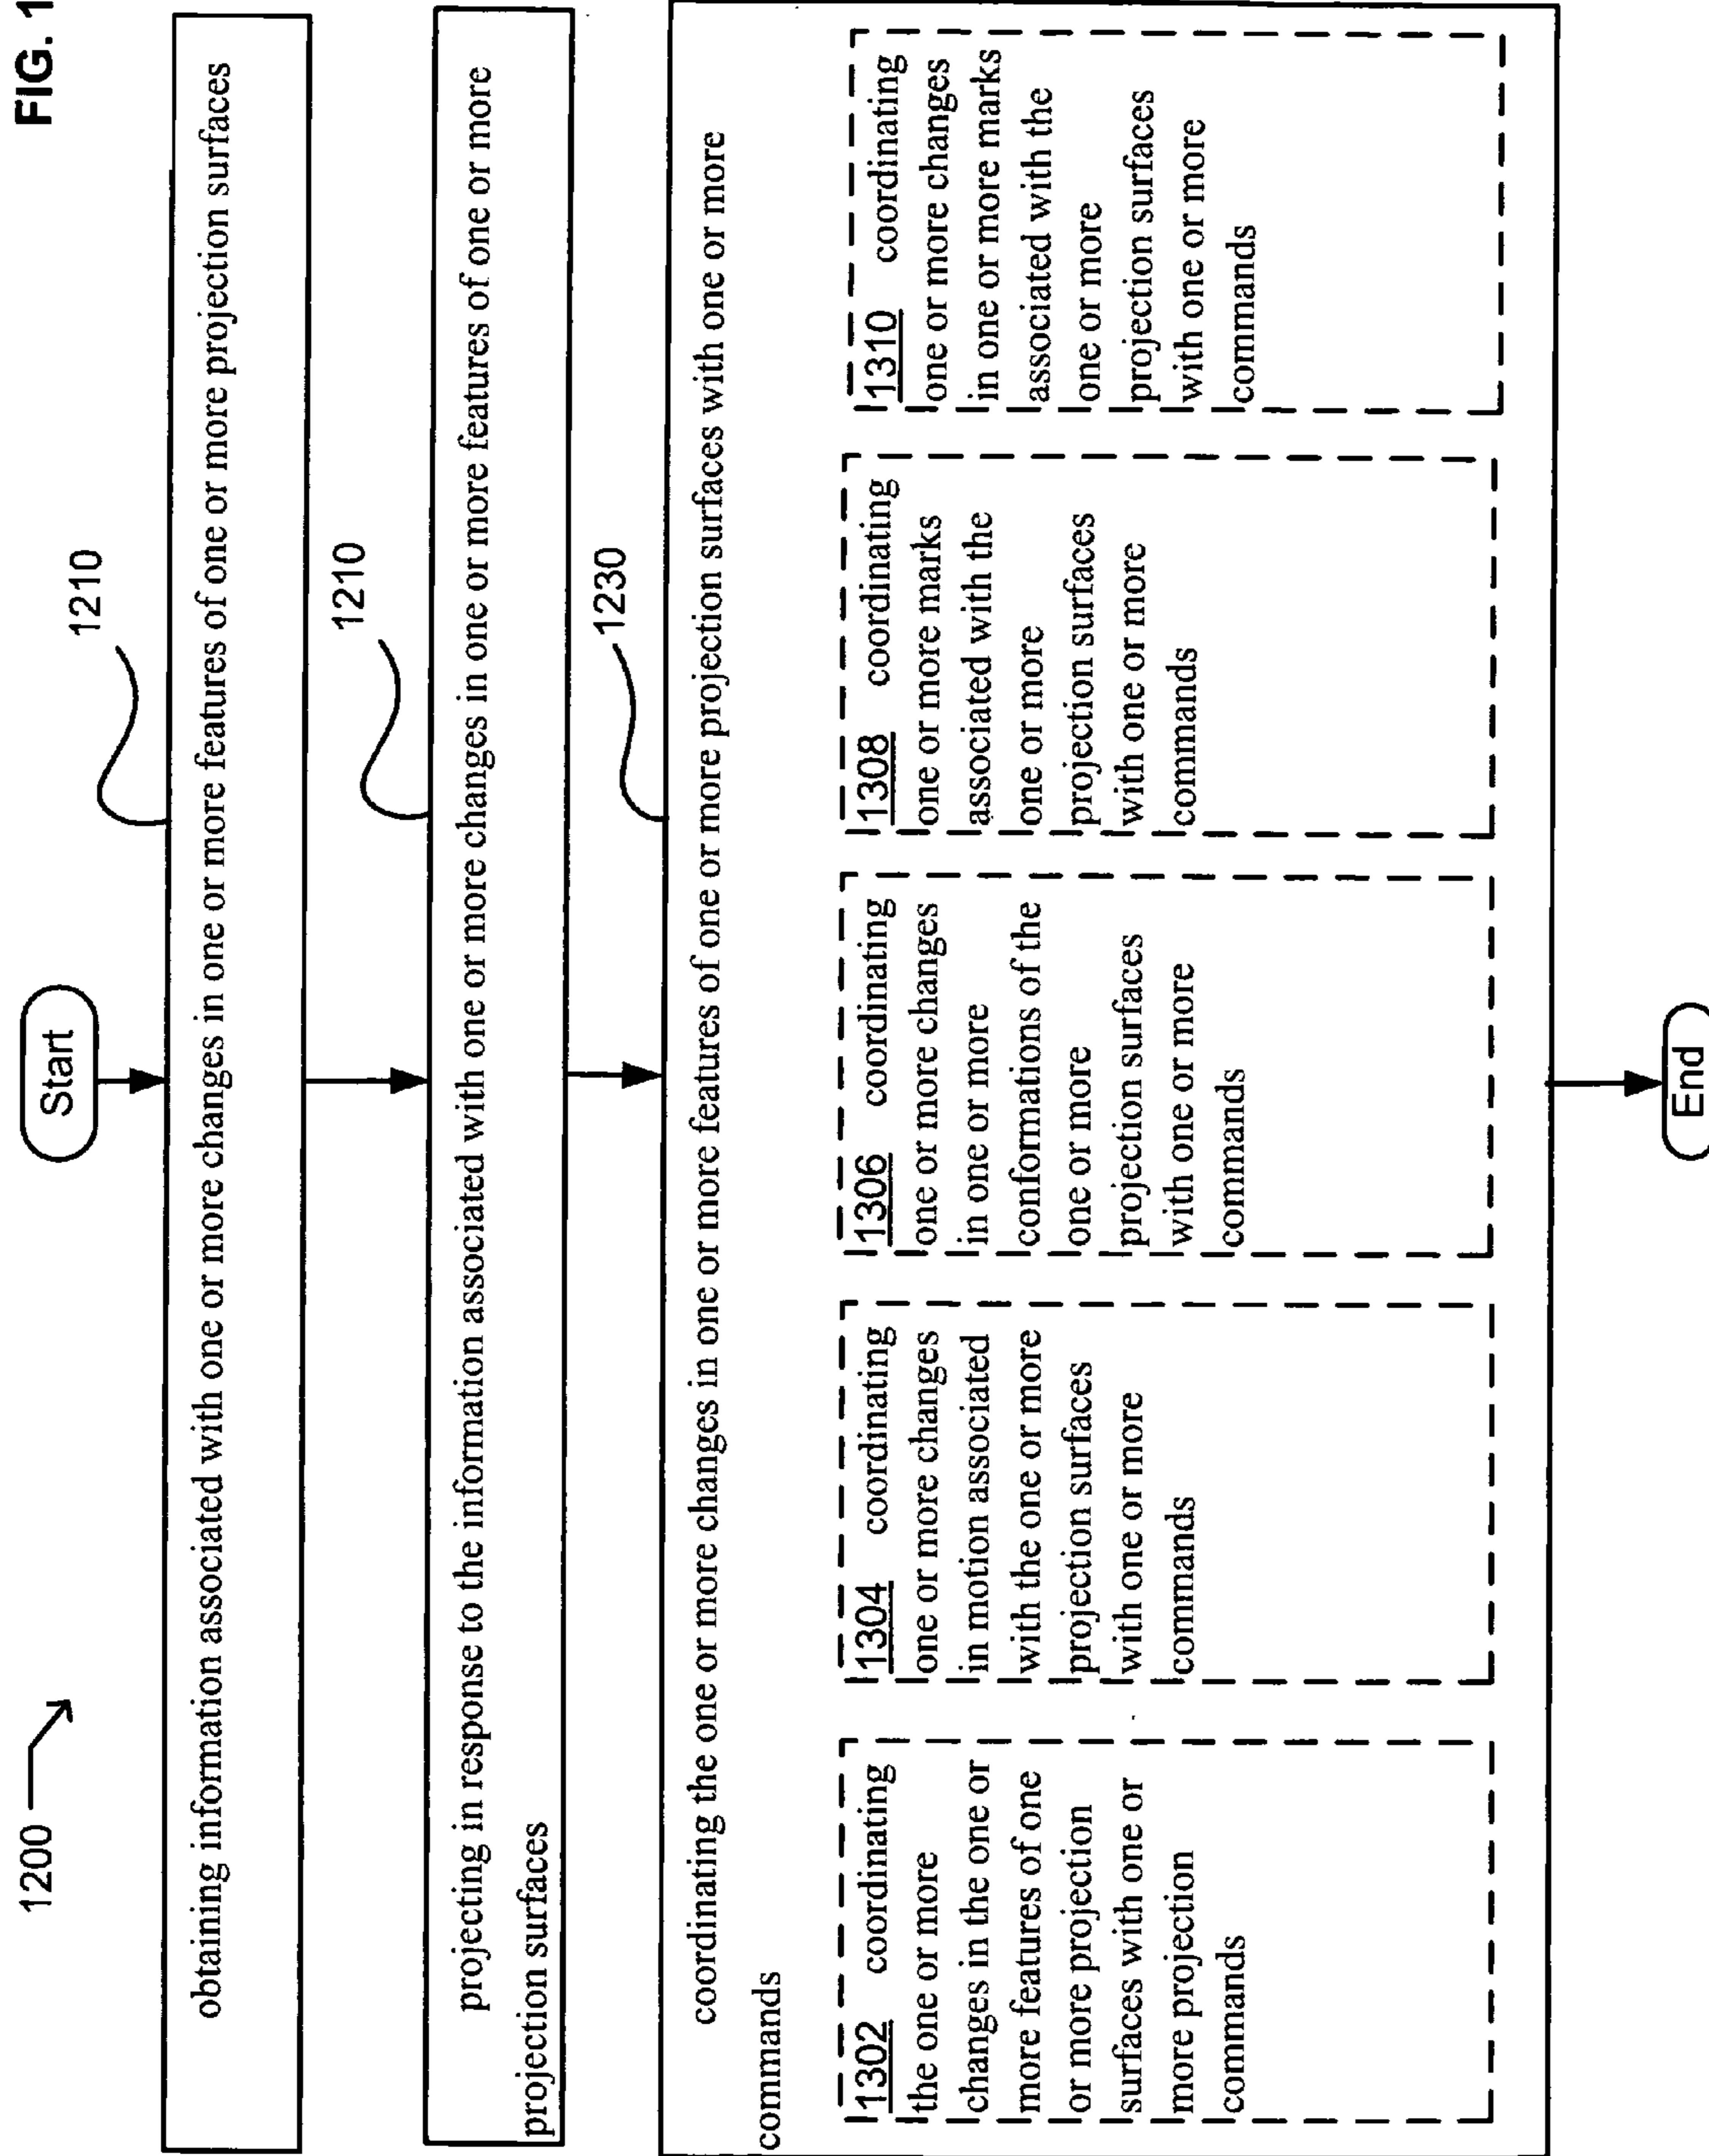 FIG. 1
1200
Start
1210
obtaining information associated with one or more changes in one or more features of one or more projection surfaces
1210
projecting in response to the information associated with one or more changes in one or more features of one or more
projection surfaces
1230
coordinating the one or more changes in one or more features of one or more projection surfaces with one or more
commands
1302 coordinating
the one or more
changes in the one or
more features of one
or more projection
surfaces with one or
more projection
commands
1304 coordinating
one or more changes
in motion associated
with the one or more
projection surfaces
with one or more
commands
1306 coordinating
one or more changes
in one or more
conformations of the
one or more
projection surfaces
with one or more
commands
1308 coordinating
one or more marks
associated with the
one or more
projection surfaces
with one or more
commands
1310 coordinating
one or more changes
in one or more marks
associated with the
one or more
projection surfaces
with one or more
commands
End